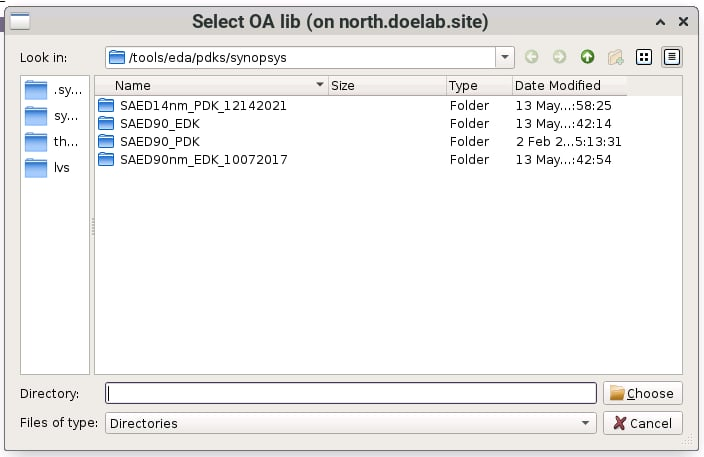 Select OA lib (on north.doelab.site)
Look in: /tools/eda/pdks/synopsys
Name Size Type Date Modified
.sy...
sy...
th...
lvs
SAED14nm_PDK_12142021 Folder 13 May...:58:25
SAED90_EDK Folder 13 May...:42:14
SAED90_PDK Folder 2 Feb 2...5:13:31
SAED90nm_EDK_10072017 Folder 13 May...:42:54
Directory: Choose
Files of type: Directories Cancel